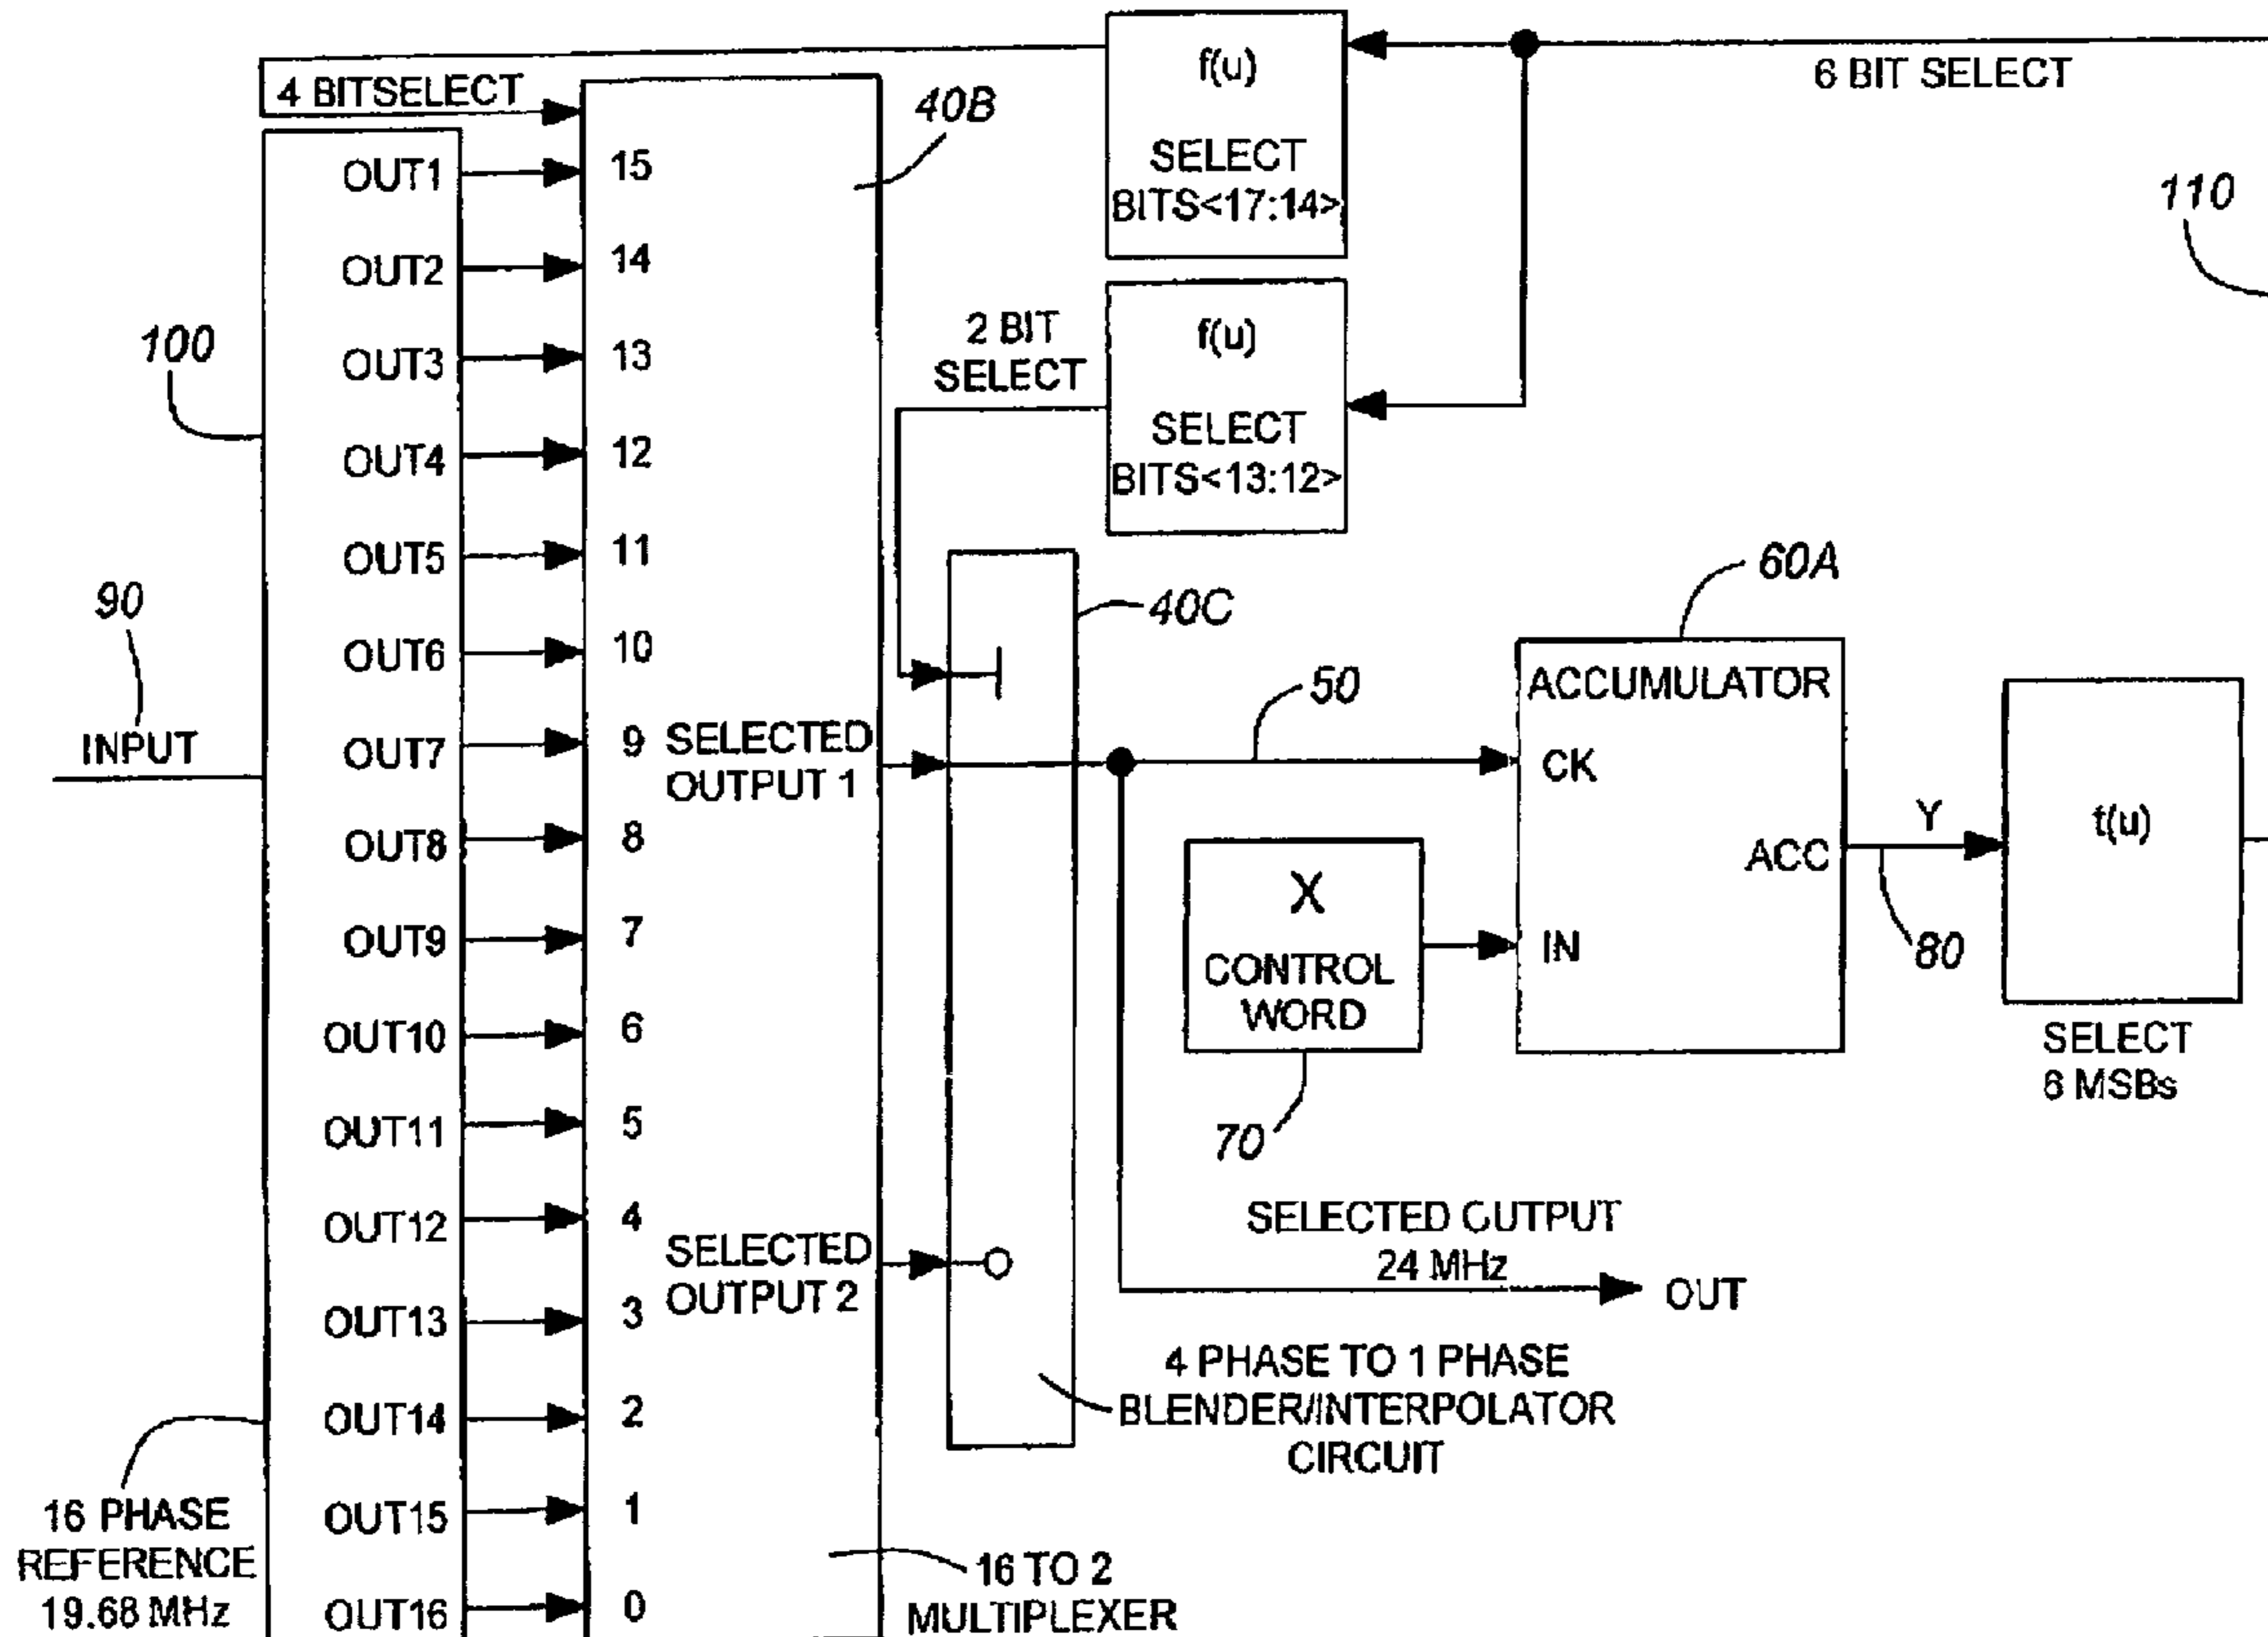 f(u)
SELECT
BITS<17:14>
6 BIT SELECT
4 BITSELECT
40B
110
OUT1
15
OUT2
14
OUT3
13
OUT4
12
OUT5
11
OUT6
10
OUT7
9
OUT8
8
OUT9
7
OUT10
6
OUT11
5
OUT12
4
OUT13
3
OUT14
2
OUT15
1
OUT16
0
100
90
INPUT
16 PHASE
REFERENCE
19.68 MHz
2 BIT
SELECT
f(u)
SELECT
BITS<13:12>
40C
SELECTED
OUTPUT 1
SELECTED
OUTPUT 2
50
60A
ACCUMULATOR
CK
ACC
IN
X
CONTROL
WORD
70
Y
80
t(u)
SELECT
6 MSBs
SELECTED OUTPUT
24 MHz
OUT
4 PHASE TO 1 PHASE
BLENDER/INTERPOLATOR
CIRCUIT
16 TO 2
MULTIPLEXER